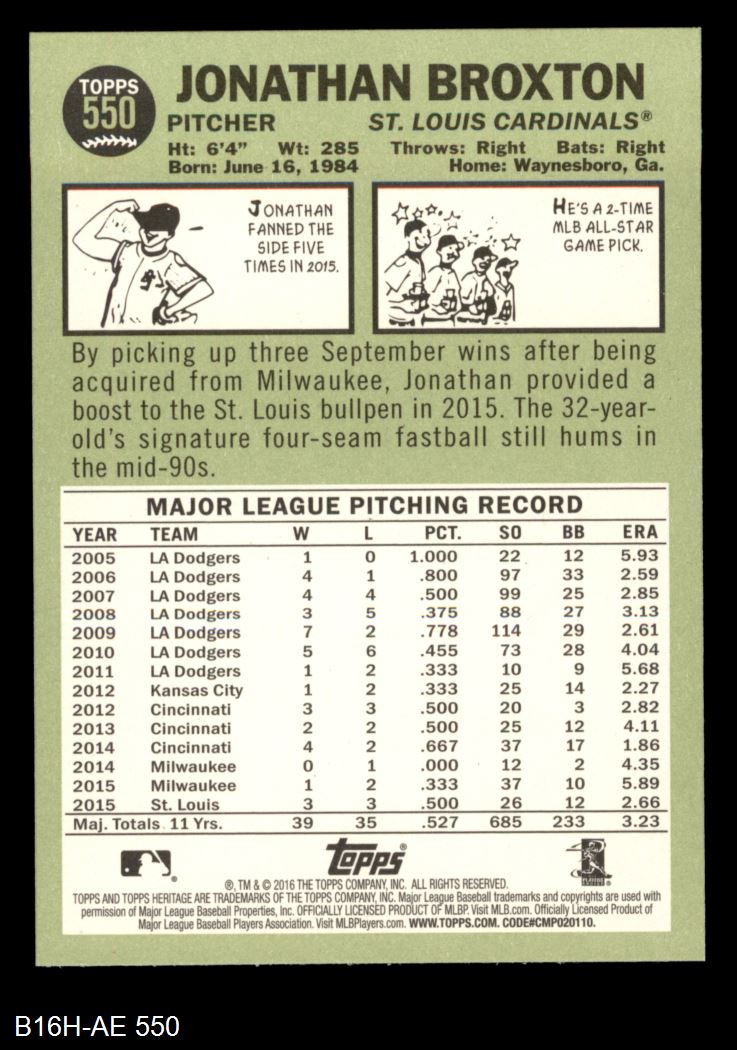 TOPPS
550
JONATHAN BROXTON
PITCHER ST. LOUIS CARDINALS®
Ht: 6'4" Wt: 285 Throws: Right Bats: Right
Born: June 16, 1984 Home: Waynesboro, Ga.
JONATHAN
FANNED THE
SIDE FIVE
TIMES IN 2015.
HE'S A 2-TIME
MLB ALL-STAR
GAME PICK.
By picking up three September wins after being
acquired from Milwaukee, Jonathan provided a
boost to the St. Louis bullpen in 2015. The 32-year-
old's signature four-seam fastball still hums in
the mid-90s.
MAJOR LEAGUE PITCHING RECORD
YEAR TEAM W L PCT. SO BB ERA
2005 LA Dodgers 1 0 1.000 22 12 5.93
2006 LA Dodgers 4 1 .800 97 33 2.59
2007 LA Dodgers 4 4 .500 99 25 2.85
2008 LA Dodgers 3 5 .375 88 27 3.13
2009 LA Dodgers 7 2 .778 114 29 2.61
2010 LA Dodgers 5 6 .455 73 28 4.04
2011 LA Dodgers 1 2 .333 10 9 5.68
2012 Kansas City 1 2 .333 25 14 2.27
2012 Cincinnati 3 3 .500 20 3 2.82
2013 Cincinnati 2 2 .500 25 12 4.11
2014 Cincinnati 4 2 .667 37 17 1.86
2014 Milwaukee 0 1 .000 12 2 4.35
2015 Milwaukee 1 2 .333 37 10 5.89
2015 St. Louis 3 3 .500 26 12 2.66
Maj. Totals 11 Yrs. 39 35 .527 685 233 3.23
Topps®
®, TM & © 2016 THE TOPPS COMPANY, INC. ALL RIGHTS RESERVED.
TOPPS AND TOPPS HERITAGE ARE TRADEMARKS OF THE TOPPS COMPANY, INC. Major League Baseball trademarks and copyrights are used with
permission of Major League Baseball Properties, Inc. OFFICIALLY LICENSED PRODUCT OF MLBP. Visit MLB.com. Officially Licensed Product of
Major League Baseball Players Association. Visit MLBPlayers.com. WWW.TOPPS.COM. CODE#CMP020110.
B16H-AE 550